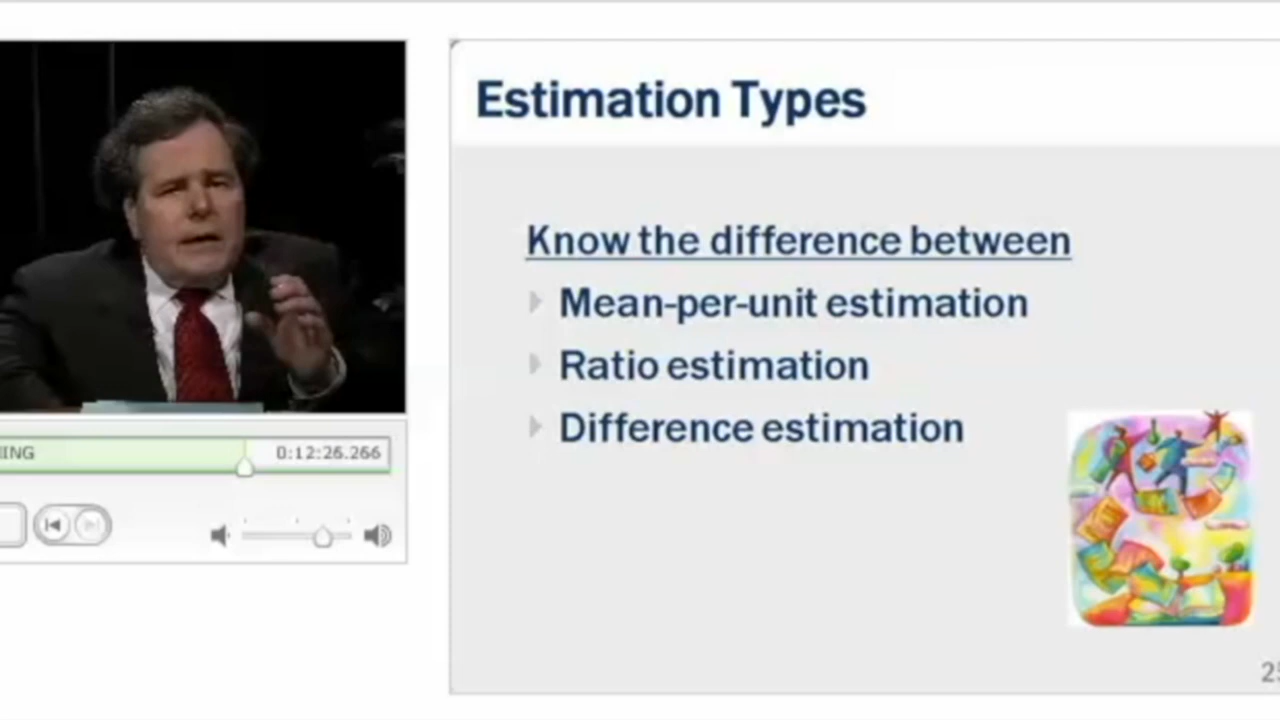 Estimation Types
Know the difference between
Mean-per-unit estimation
Ratio estimation
Difference estimation
0:12:26.266